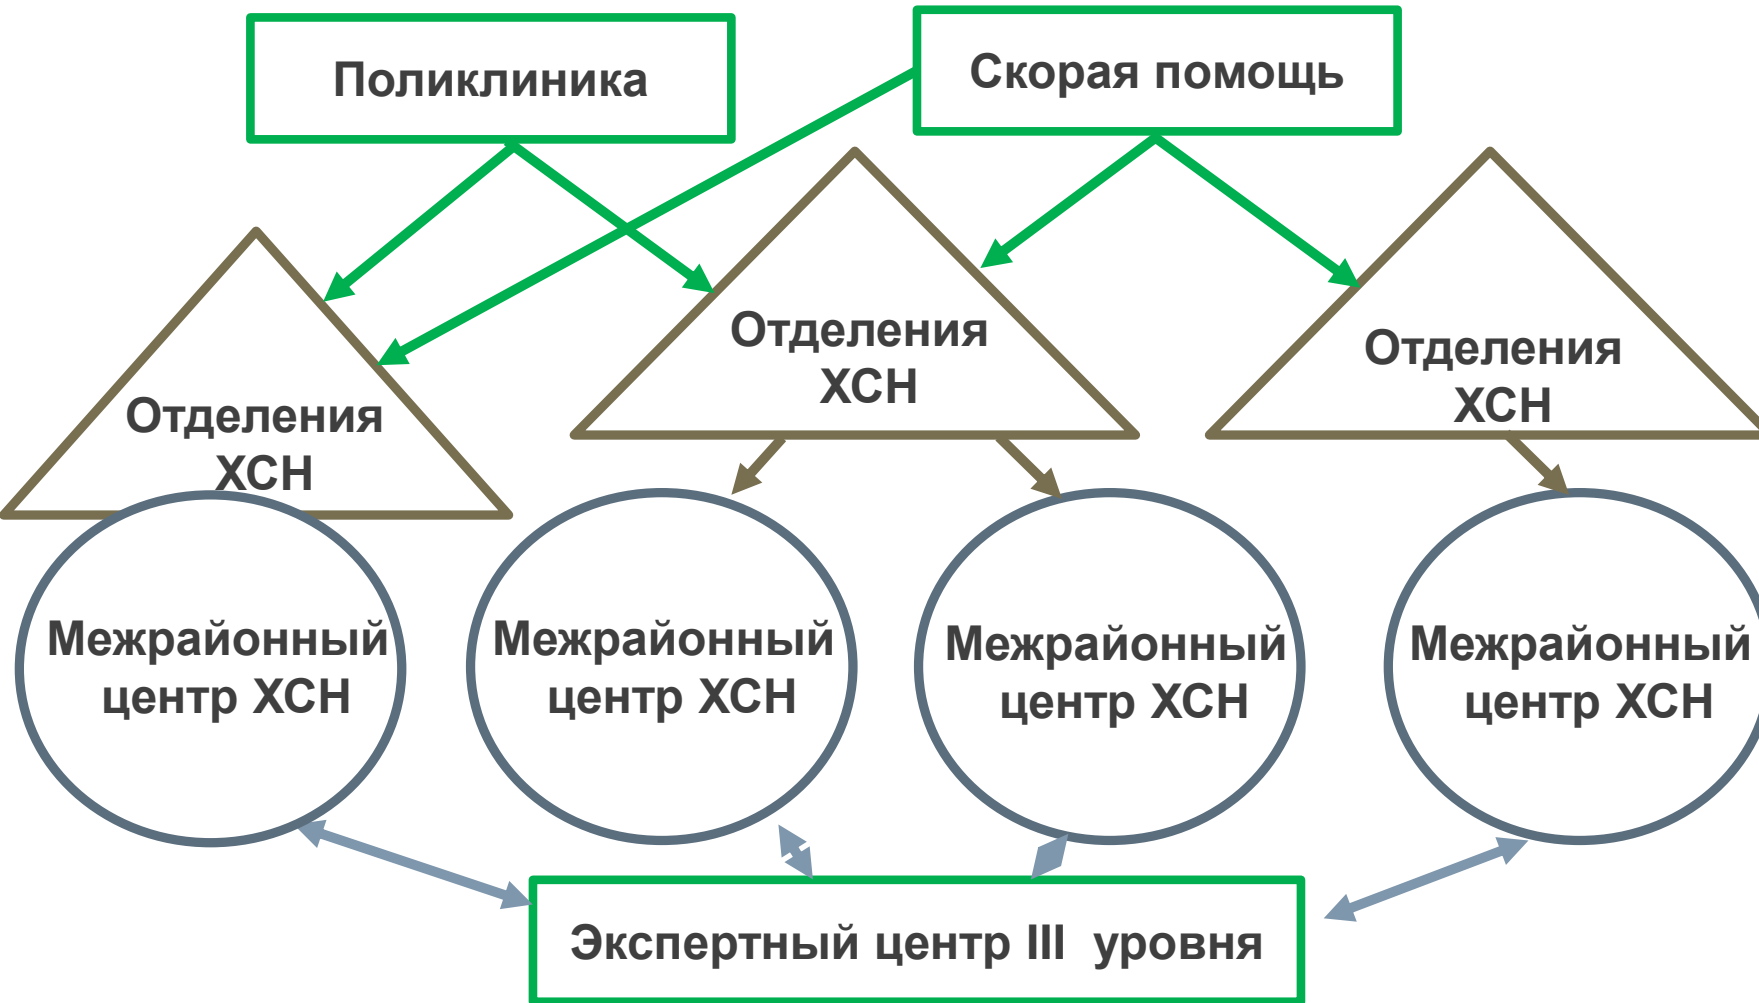 Поликлиника
Скорая помощь
Отделения
ХСН
Отделения
ХСН
Отделения
ХСН
Межрайонный
центр ХСН
Межрайонный
центр ХСН
Межрайонный
центр ХСН
Межрайонный
центр ХСН
Экспертный центр III уровня